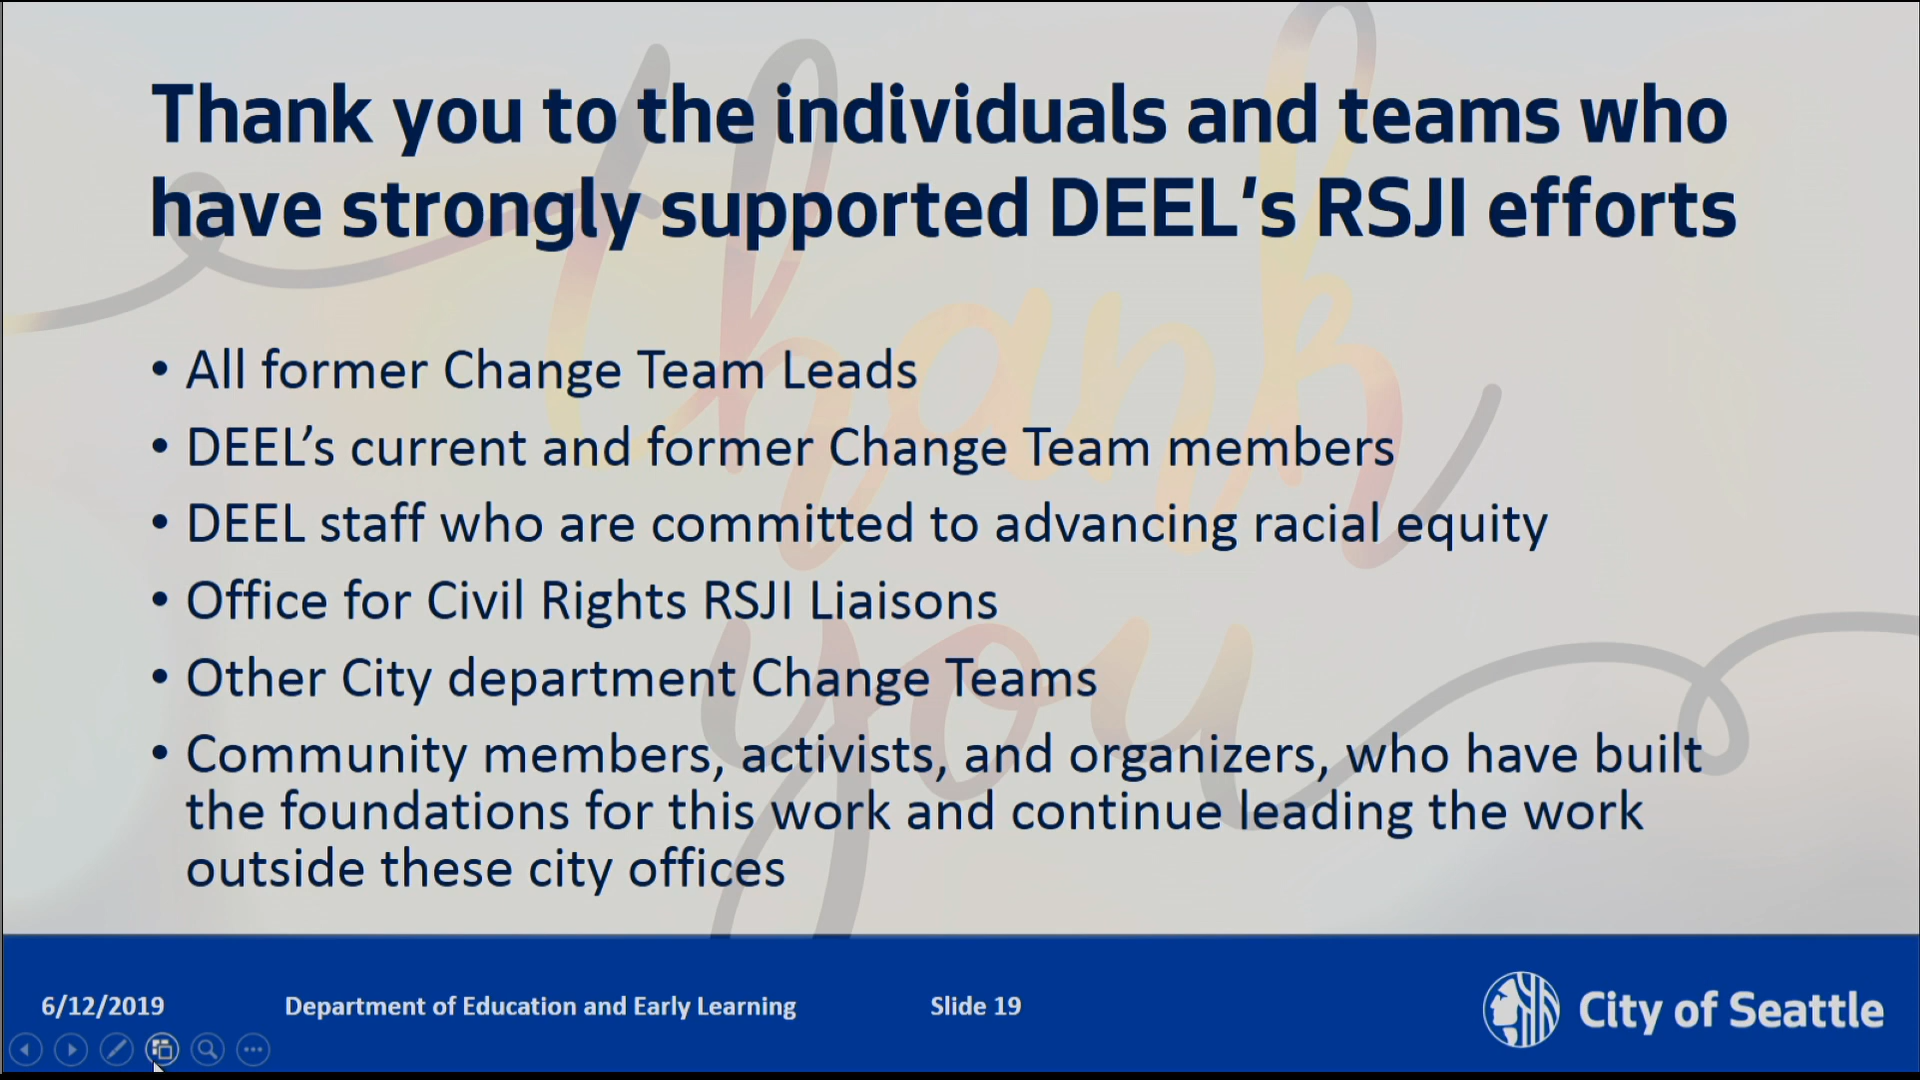 Thank you to the individuals and teams who
have strongly supported DEEL's RSJI efforts
• All former Change Team Leads
• DEEL's current and former Change Team members
• DEEL staff who are committed to advancing racial equity
• Office for Civil Rights RSJI Liaisons
• Other City department Change Teams
• Community members, activists, and organizers, who have built
the foundations for this work and continue leading the work
outside these city offices
Thank
you
6/12/2019 Department of Education and Early Learning Slide 19 City of Seattle